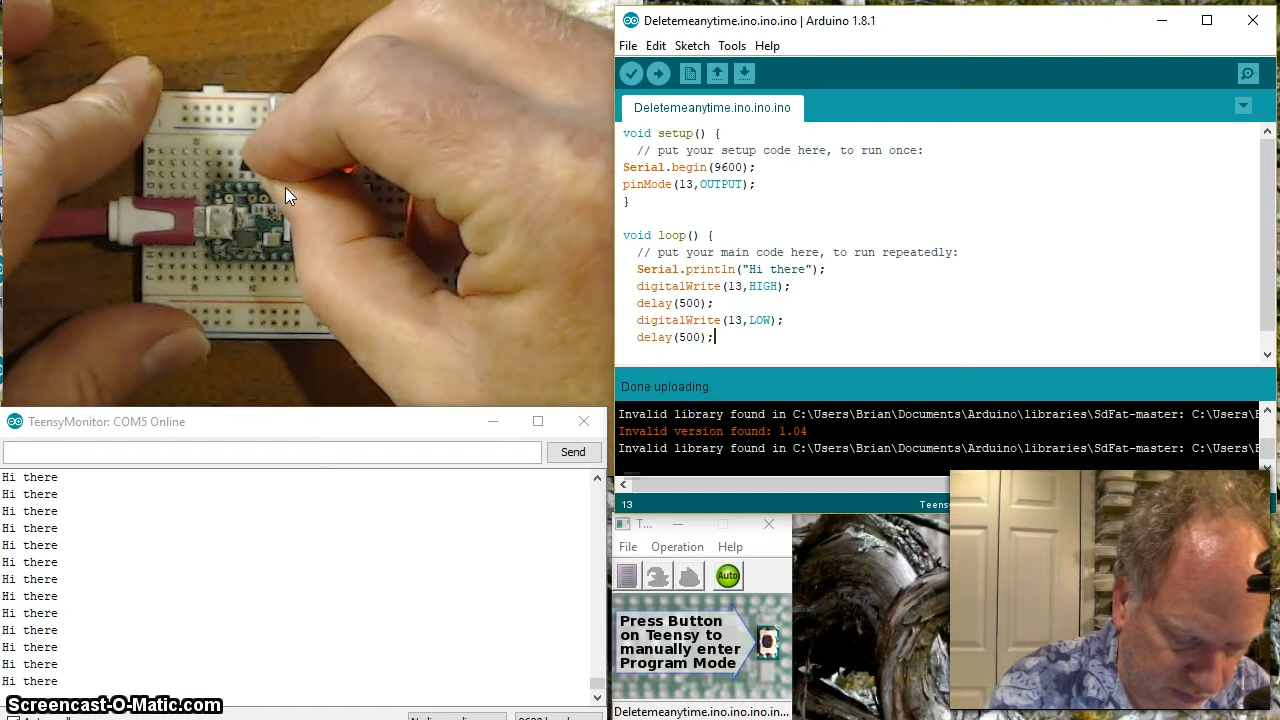 Deletemeanytime.ino.ino.ino | Arduino 1.8.1
File Edit Sketch Tools Help
Deletemeanytime.ino.ino.ino
void setup() {
// put your setup code here, to run once:
Serial.begin(9600);
pinMode(13,OUTPUT);
}
void loop() {
// put your main code here, to run repeatedly:
Serial.println("Hi there");
digitalWrite(13,HIGH);
delay(500);
digitalWrite(13,LOW);
delay(500);
Done uploading.
Invalid library found in C:\Users\Brian\Documents\Arduino\libraries\SdFat-master: C:\Users\
Invalid version found: 1.04
Invalid library found in C:\Users\Brian\Documents\Arduino\libraries\SdFat-master: C:\Users\
13
TeensyMonitor: COM5 Online
Send
Hi there
Hi there
Hi there
Hi there
Hi there
Hi there
Hi there
Hi there
Hi there
Hi there
Hi there
Hi there
Hi there
Screencast-O-Matic.com
T...
File Operation Help
Auto
Press Button
on Teensy to
manually enter
Program Mode
Deletemeanytime.ino.ino.in...